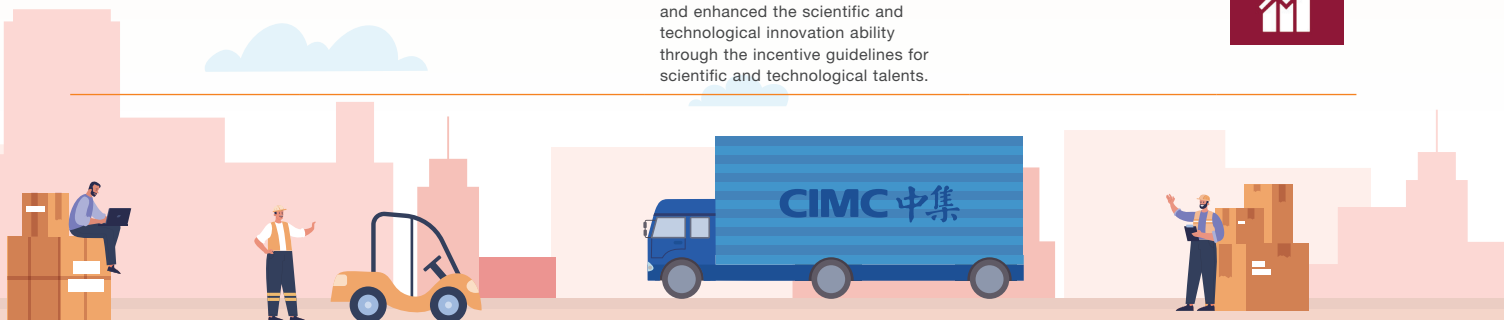 and enhanced the scientific and
technological innovation ability
through the incentive guidelines for
scientific and technological talents.
CIMC 中集